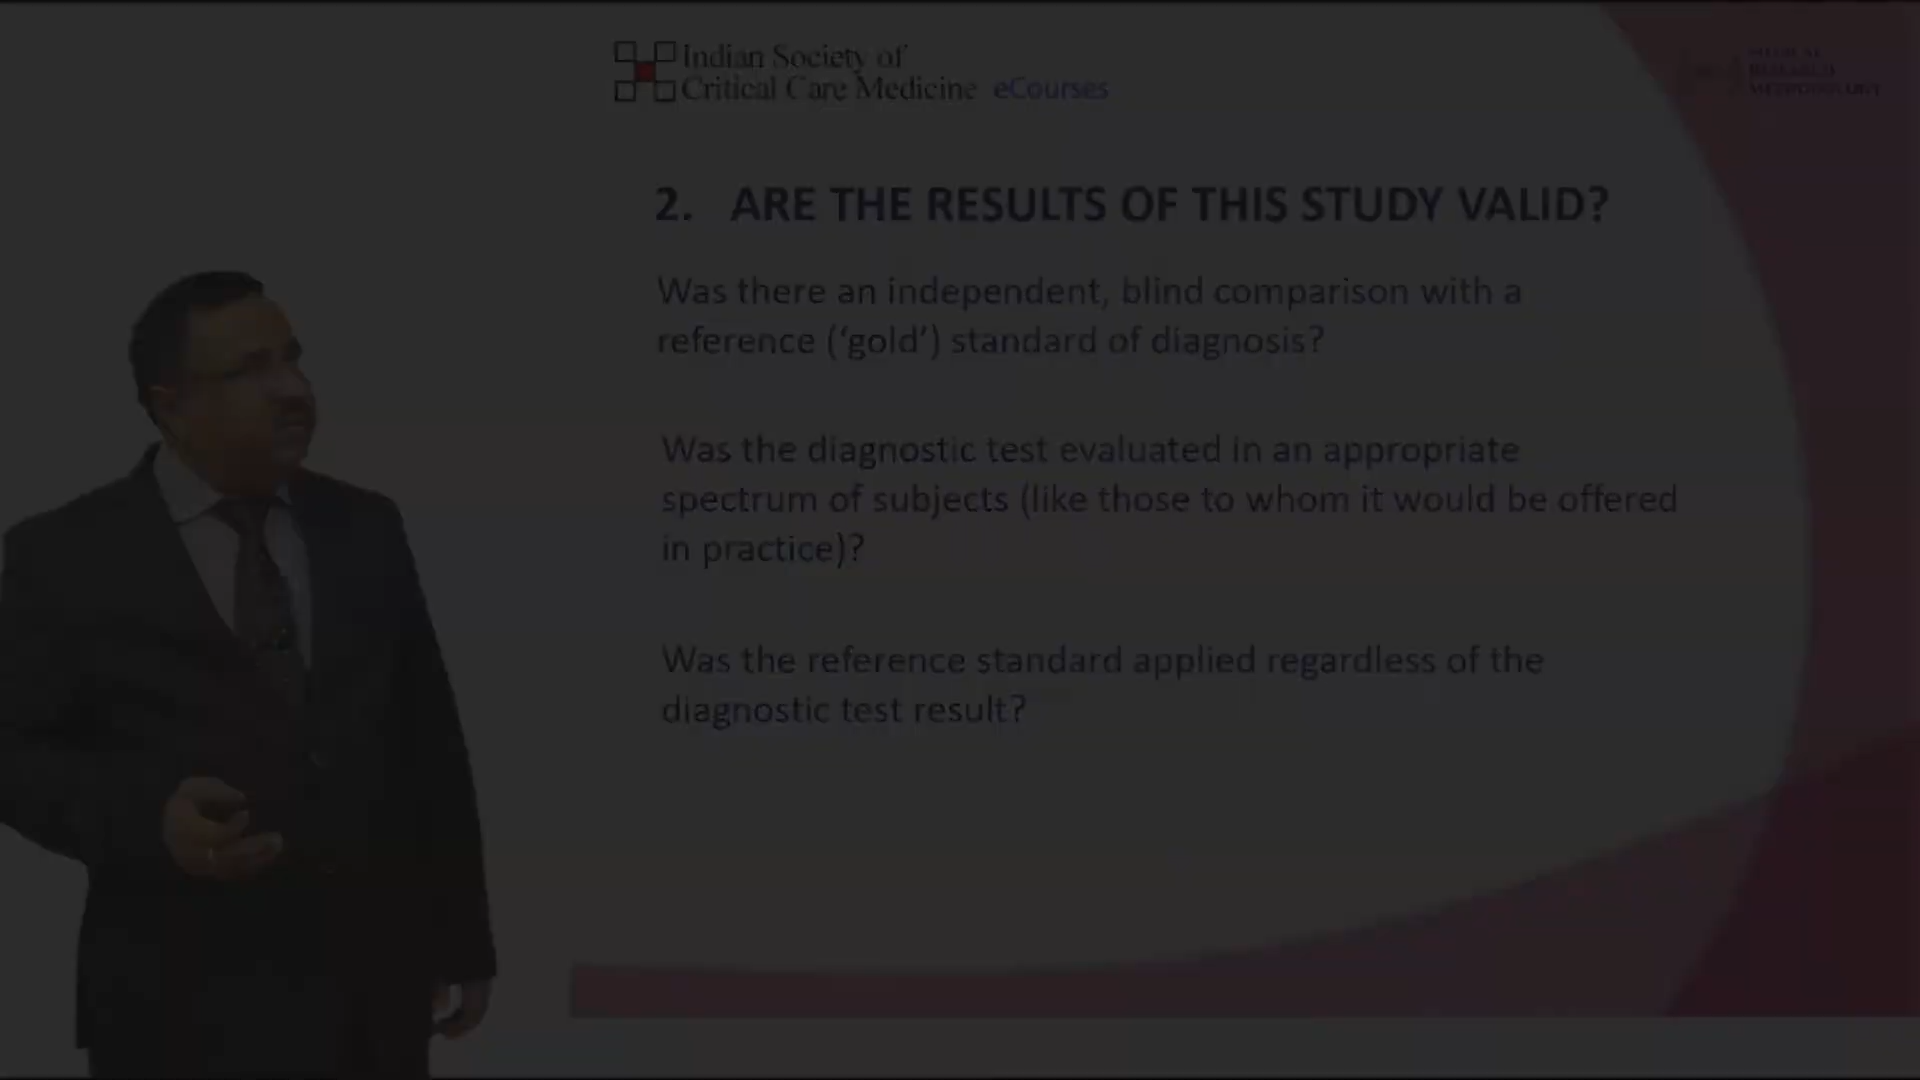 Indian Society of
Critical Care Medicine eCourses
MEDICAL
RESEARCH
METHODOLOGY
2. ARE THE RESULTS OF THIS STUDY VALID?
Was there an independent, blind comparison with a
reference (‘gold’) standard of diagnosis?
Was the diagnostic test evaluated in an appropriate
spectrum of subjects (like those to whom it would be offered
in practice)?
Was the reference standard applied regardless of the
diagnostic test result?